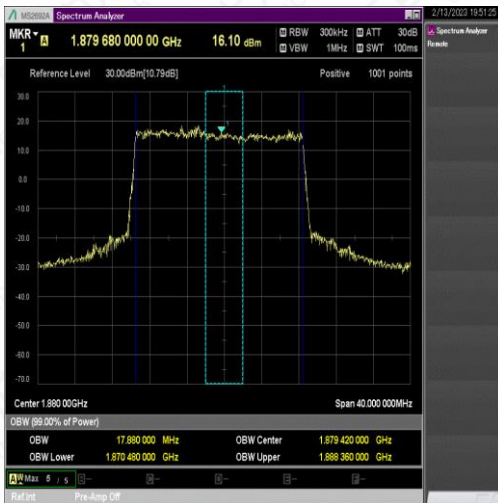 MS2692A Spectrum Analyzer
2/13/2023 19:51:25
MKR 1 A 1.879 680 000 00 GHz 16.10 dBm M RBW 300kHz M ATT 30dB
M VBW 1MHz M SWT 100ms
Spectrum Analyzer
Remote
Reference Level 30.00dBm[10.79dB] Positive 1001 points
30.0
20.0
1
10.0
0.0
-10.0
-20.0
-30.0
-40.0
-50.0
-60.0
-70.0
Center 1.880 00GHz Span 40.000 000MHz
OBW (99.00% of Power)
OBW 17.880 000 MHz OBW Center 1.879 420 000 GHz
OBW Lower 1.870 480 000 GHz OBW Upper 1.888 360 000 GHz
A W Max 5 / 5
Ref.Int Pre-Amp Off